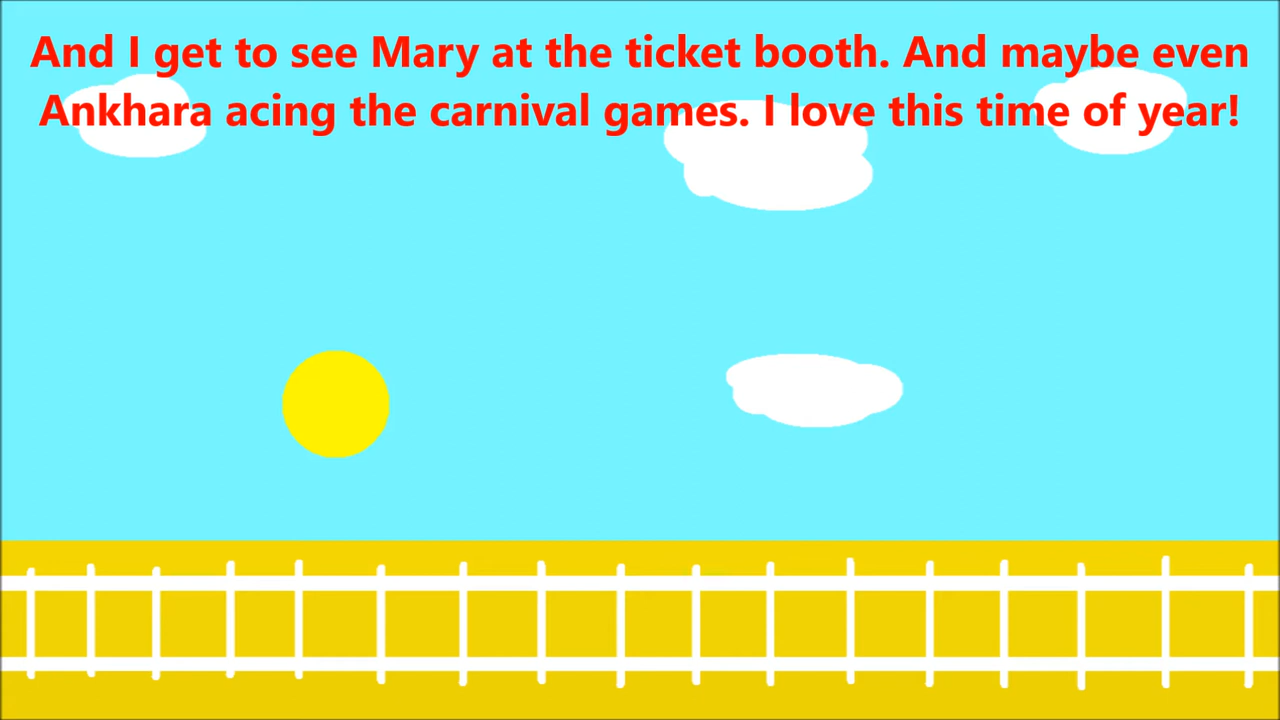 And I get to see Mary at the ticket booth. And maybe even
Ankhara acing the carnival games. I love this time of year!